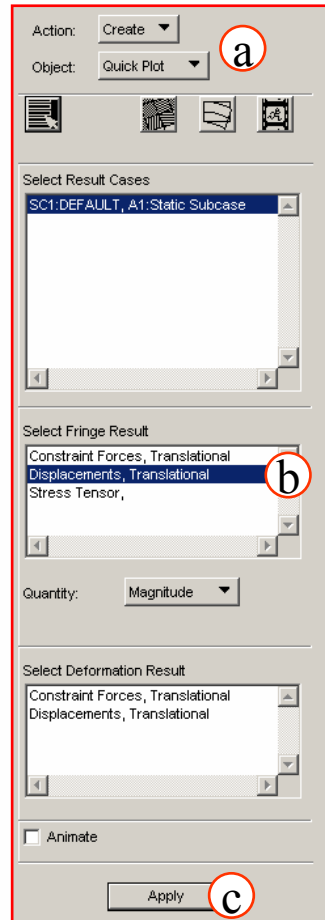 Action: Create
a
Object: Quick Plot
Select Result Cases
SC1:DEFAULT, A1:Static Subcase
Select Fringe Result
Constraint Forces, Translational
Displacements, Translational
b
Stress Tensor,
Quantity: Magnitude
Select Deformation Result
Constraint Forces, Translational
Displacements, Translational
Animate
Apply
c